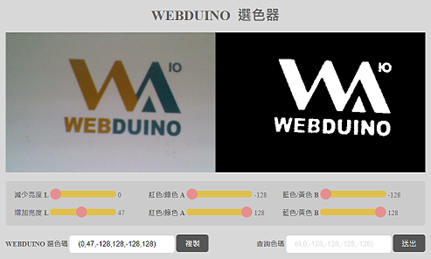 WEBDUINO 選色器
IO
WEBDUINO
IO
WEBDUINO
減少亮度 L 0 紅色/綠色 A -128 藍色/黃色 B -128
增加亮度 L 47 紅色/綠色 A 128 藍色/黃色 B 128
WEBDUINO 選色碼 (0,47,-128,128,-128,128) 複製 查詢色碼 (0,0,-128,-128,-128,-128) 送出